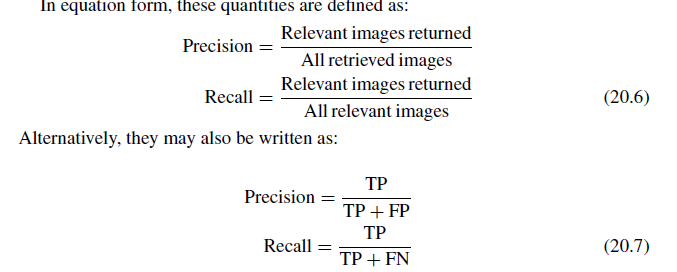 In equation form, these quantities are defined as:
Precision = Relevant images returned / All retrieved images
Recall = Relevant images returned / All relevant images (20.6)
Alternatively, they may also be written as:
Precision = TP / TP + FP
Recall = TP / TP + FN (20.7)